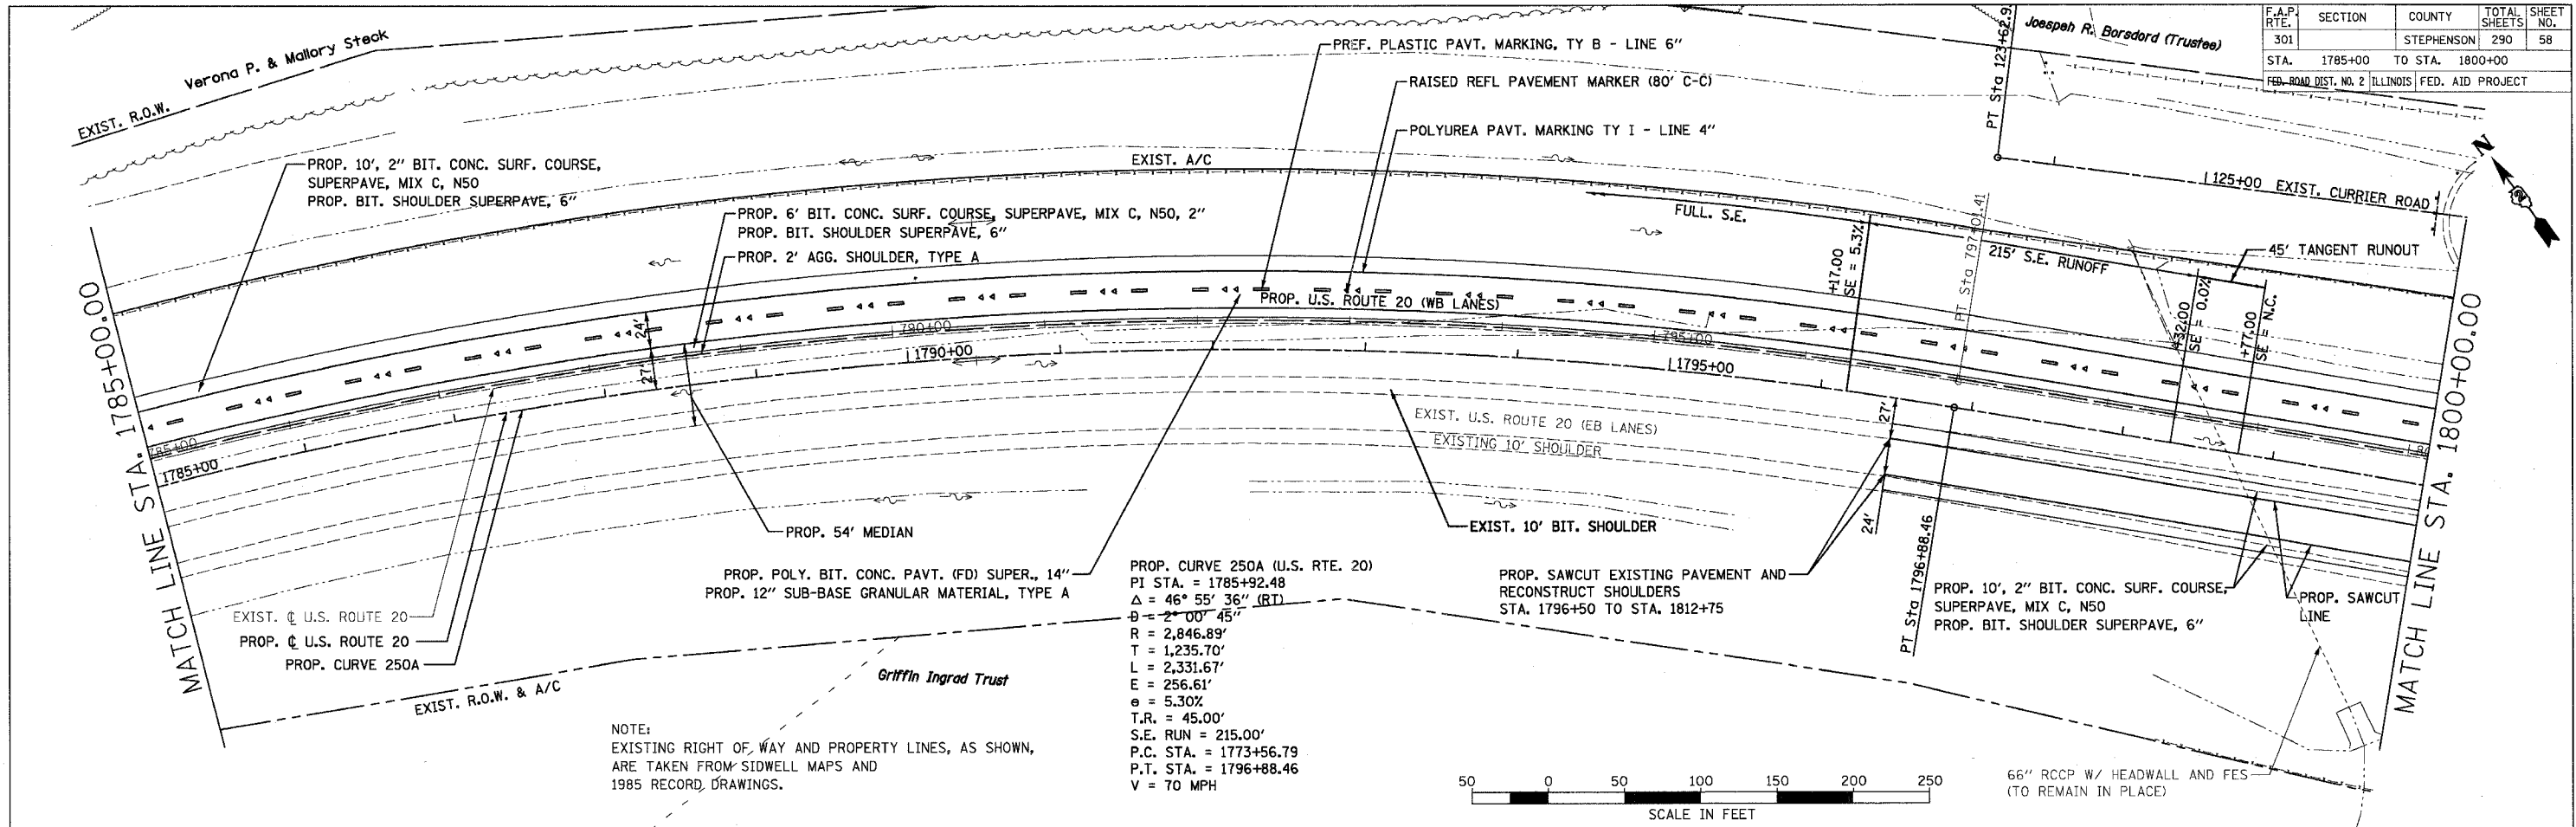 F.A.P. RTE. SECTION COUNTY TOTAL SHEETS SHEET NO.
301 STEPHENSON 290 58
STA. 1785+00 TO STA. 1800+00
FED. ROAD DIST. NO. 2 ILLINOIS FED. AID PROJECT
Verona P. & Mallory Steck
EXIST. R.O.W.
Joespeh R. Borsdord (Trustee)
PREF. PLASTIC PAVT. MARKING, TY B - LINE 6"
RAISED REFL PAVEMENT MARKER (80' C-C)
POLYUREA PAVT. MARKING TY I - LINE 4"
EXIST. A/C
PROP. 10', 2" BIT. CONC. SURF. COURSE,
SUPERPAVE, MIX C, N50
PROP. BIT. SHOULDER SUPERPAVE, 6"
PROP. 6' BIT. CONC. SURF. COURSE, SUPERPAVE, MIX C, N50, 2"
PROP. BIT. SHOULDER SUPERPAVE, 6"
PROP. 2' AGG. SHOULDER, TYPE A
N
125+00 EXIST. CURRIER ROAD
FULL. S.E.
215' S.E. RUNOFF
45' TANGENT RUNOUT
+17.00
SE = 5.3%
SE = 0.0%
+77.00
SE = N.C.
PROP. U.S. ROUTE 20 (WB LANES)
24'
27'
1790+00
1790+00
1795+00
1795+00
1785+00
MATCH LINE STA. 1785+00.00
MATCH LINE STA. 1800+00.00
EXIST. U.S. ROUTE 20 (EB LANES)
EXISTING 10' SHOULDER
27'
24'
PT Sta 1796+88.46
EXIST. 10' BIT. SHOULDER
PROP. 54' MEDIAN
PROP. POLY. BIT. CONC. PAVT. (FD) SUPER., 14"
PROP. 12" SUB-BASE GRANULAR MATERIAL, TYPE A
EXIST. ℄ U.S. ROUTE 20
PROP. ℄ U.S. ROUTE 20
PROP. CURVE 250A
EXIST. R.O.W. & A/C
Griffin Ingrad Trust
PROP. CURVE 250A (U.S. RTE. 20)
PI STA. = 1785+92.48
Δ = 46° 55' 36" (RT)
D = 2° 00' 45"
R = 2,846.89'
T = 1,235.70'
L = 2,331.67'
E = 256.61'
e = 5.30%
T.R. = 45.00'
S.E. RUN = 215.00'
P.C. STA. = 1773+56.79
P.T. STA. = 1796+88.46
V = 70 MPH
PROP. SAWCUT EXISTING PAVEMENT AND
RECONSTRUCT SHOULDERS
STA. 1796+50 TO STA. 1812+75
PROP. 10', 2" BIT. CONC. SURF. COURSE,
SUPERPAVE, MIX C, N50
PROP. BIT. SHOULDER SUPERPAVE, 6"
PROP. SAWCUT
LINE
NOTE:
EXISTING RIGHT OF WAY AND PROPERTY LINES, AS SHOWN,
ARE TAKEN FROM SIDWELL MAPS AND
1985 RECORD DRAWINGS.
50 0 50 100 150 200 250
SCALE IN FEET
66" RCCP W/ HEADWALL AND FES
(TO REMAIN IN PLACE)